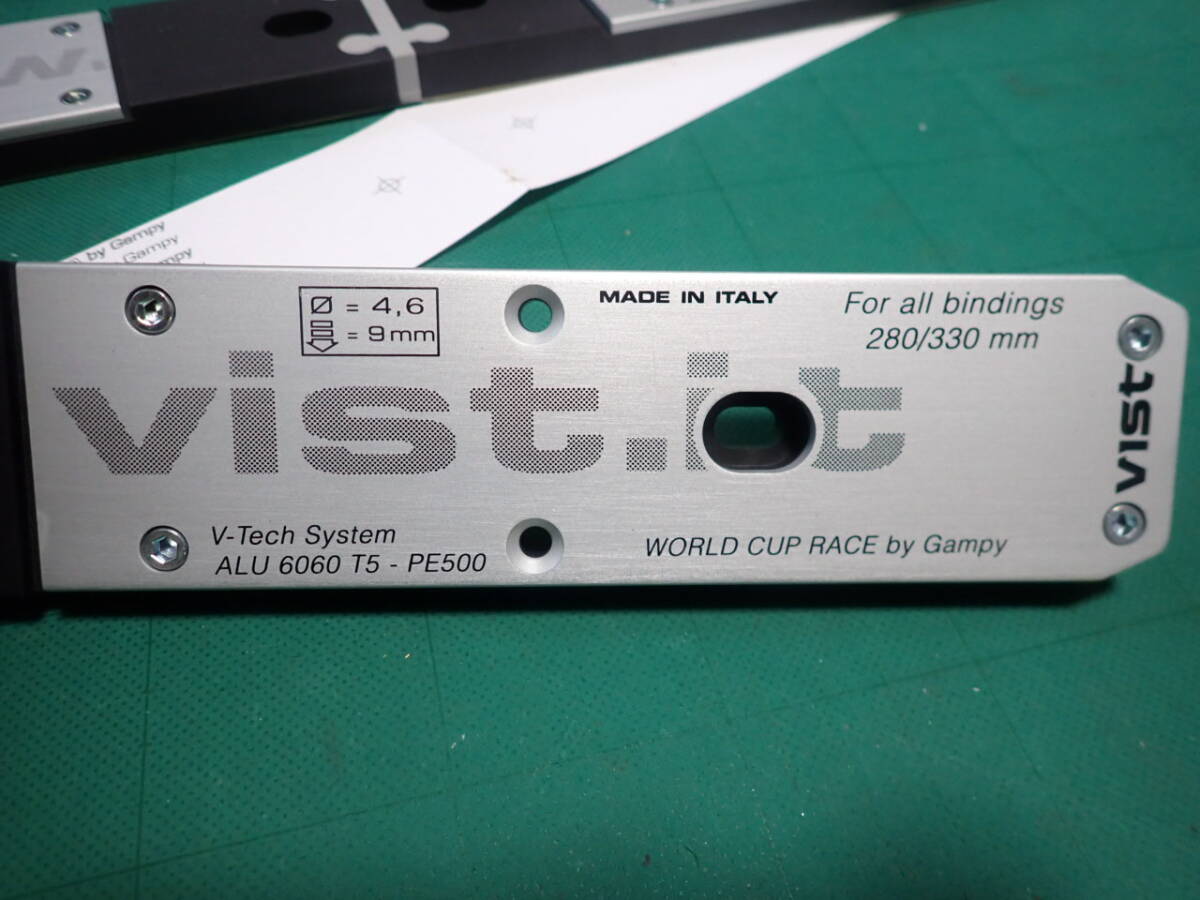 w.
by Gampy
Gampy
Ø = 4,6
= 9mm
MADE IN ITALY
For all bindings
280/330 mm
vist.it
vist
V-Tech System
ALU 6060 T5 - PE500
WORLD CUP RACE by Gampy